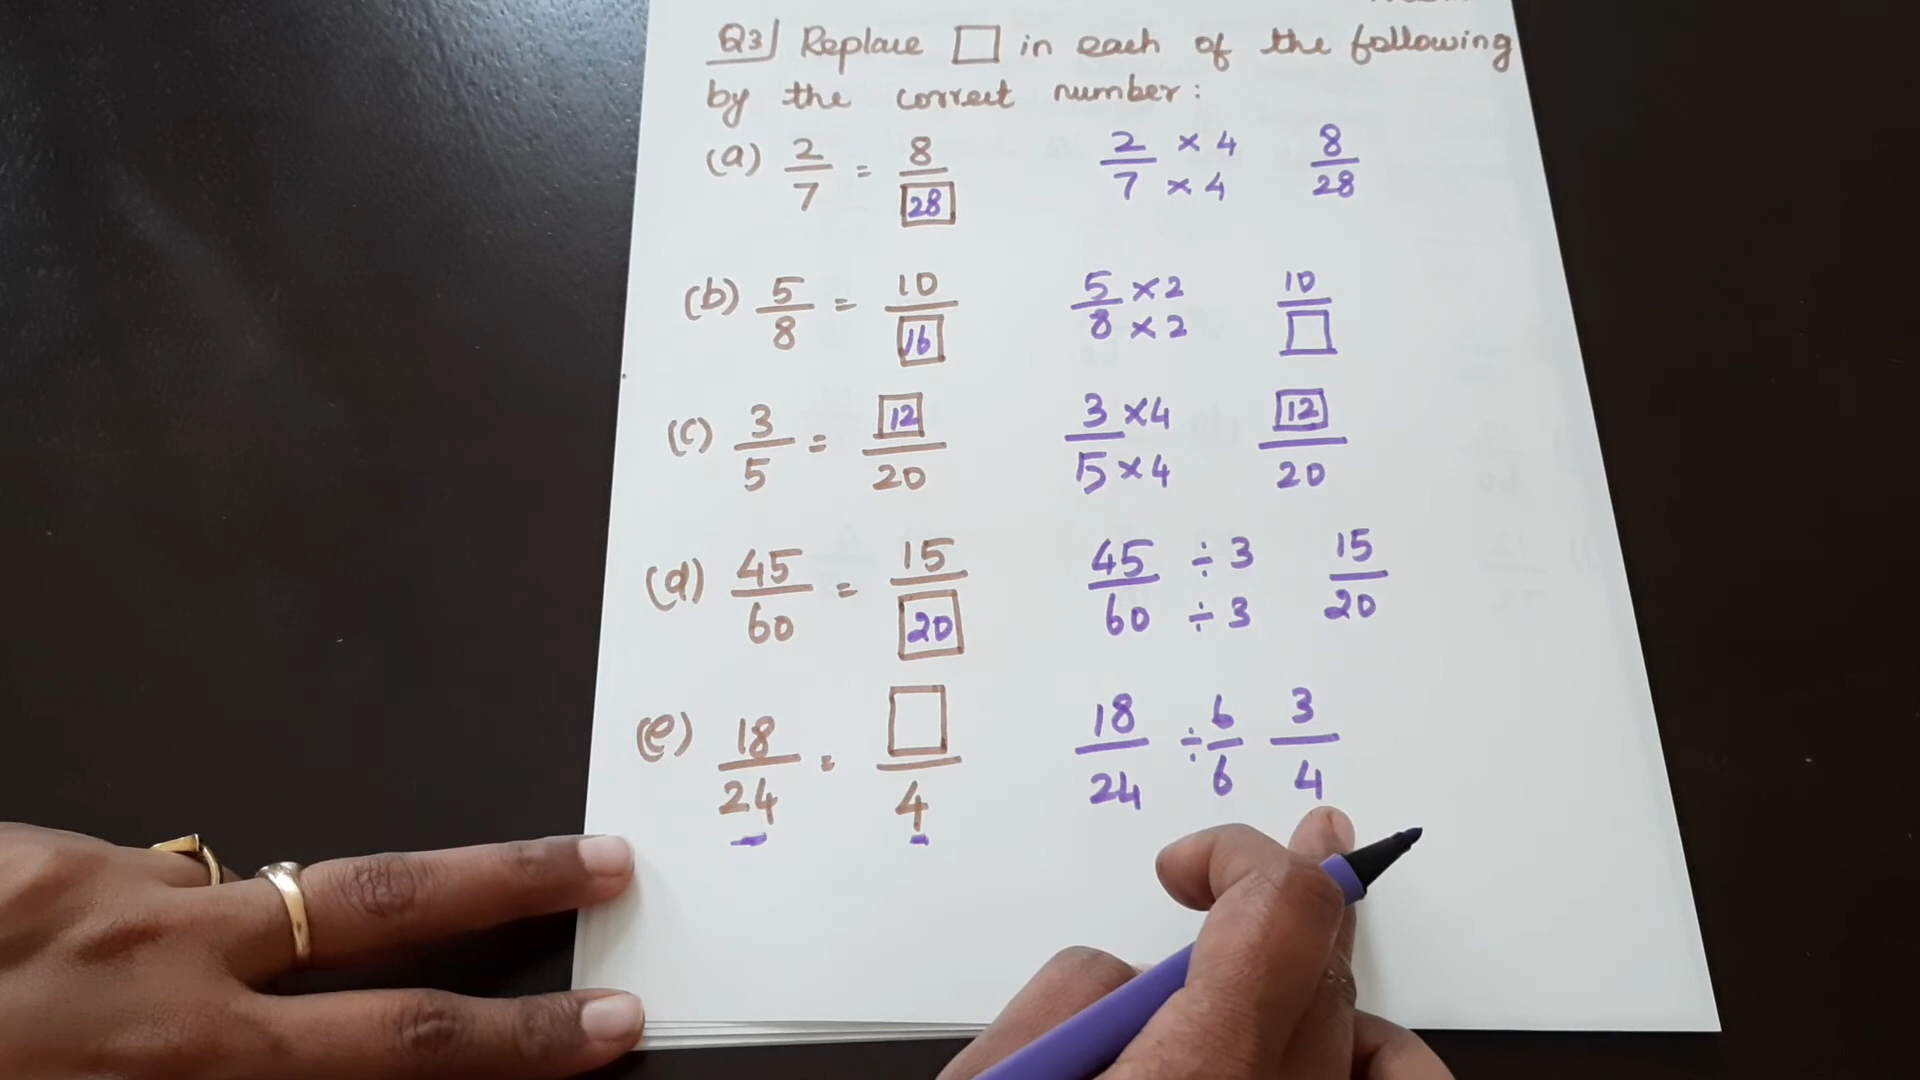 Q3 Replace □ in each of the following
by the correct number:
(a) 2/7 = 8/28 2 × 4 / 7 × 4 8/28
(b) 5/8 = 10/16 5 × 2 / 8 × 2 10/□
(c) 3/5 = 12/20 3 × 4 / 5 × 4 12/20
(d) 45/60 = 15/20 45 ÷ 3 / 60 ÷ 3 15/20
(e) 18/24 = □/4 18/24 ÷ 6/6 3/4